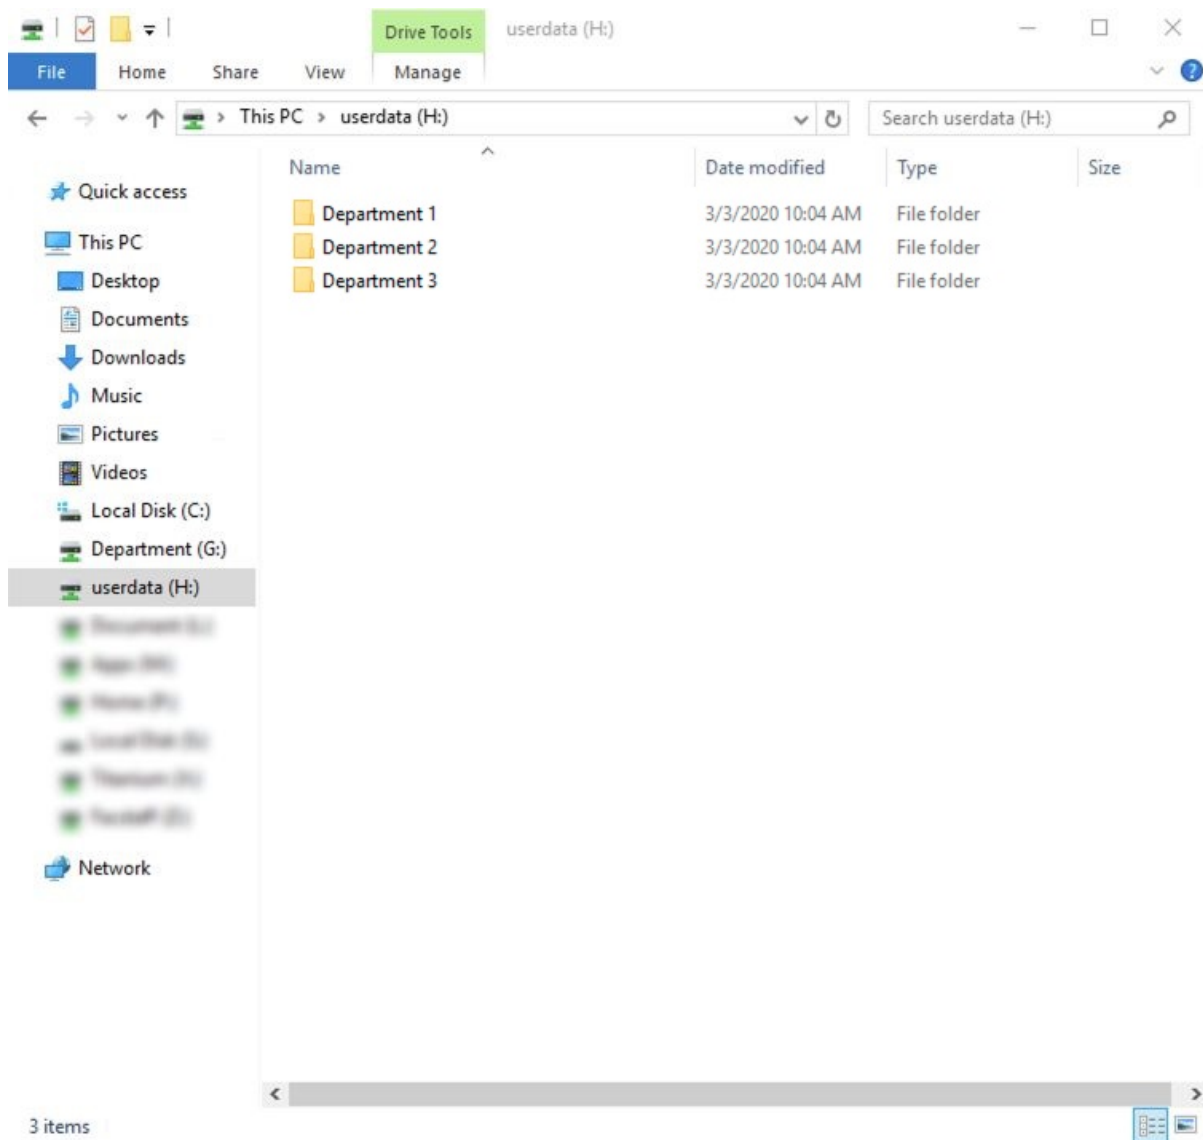 Drive Tools userdata (H:)
File Home Share View Manage
This PC > userdata (H:) Search userdata (H:)
Name Date modified Type Size
Quick access
This PC
Desktop
Documents
Downloads
Music
Pictures
Videos
Local Disk (C:)
Department (G:)
userdata (H:)
Network
Department 1 3/3/2020 10:04 AM File folder
Department 2 3/3/2020 10:04 AM File folder
Department 3 3/3/2020 10:04 AM File folder
3 items